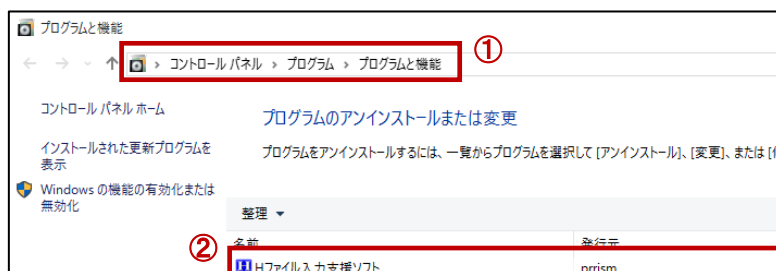 プログラムと機能
①
コントロール パネル › プログラム › プログラムと機能
コントロール パネル ホーム
プログラムのアンインストールまたは変更
インストールされた更新プログラムを
表示
プログラムをアンインストールするには、一覧からプログラムを選択して [アンインストール]、[変更]、または [
Windows の機能の有効化または
無効化
整理
②
名前
発行元
Hファイル入力支援ソフト
prrism